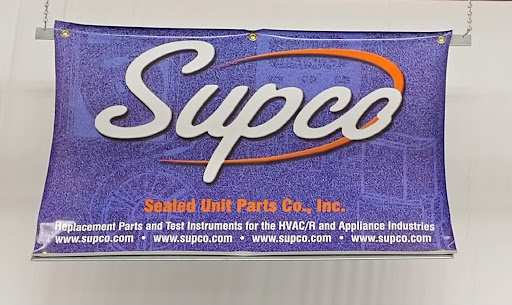 Supco
Sealed Unit Parts Co., Inc.
Replacement Parts and Test Instruments for the HVAC/R and Appliance Industries
www.supco.com • www.supco.com • www.supco.com • www.supco.com